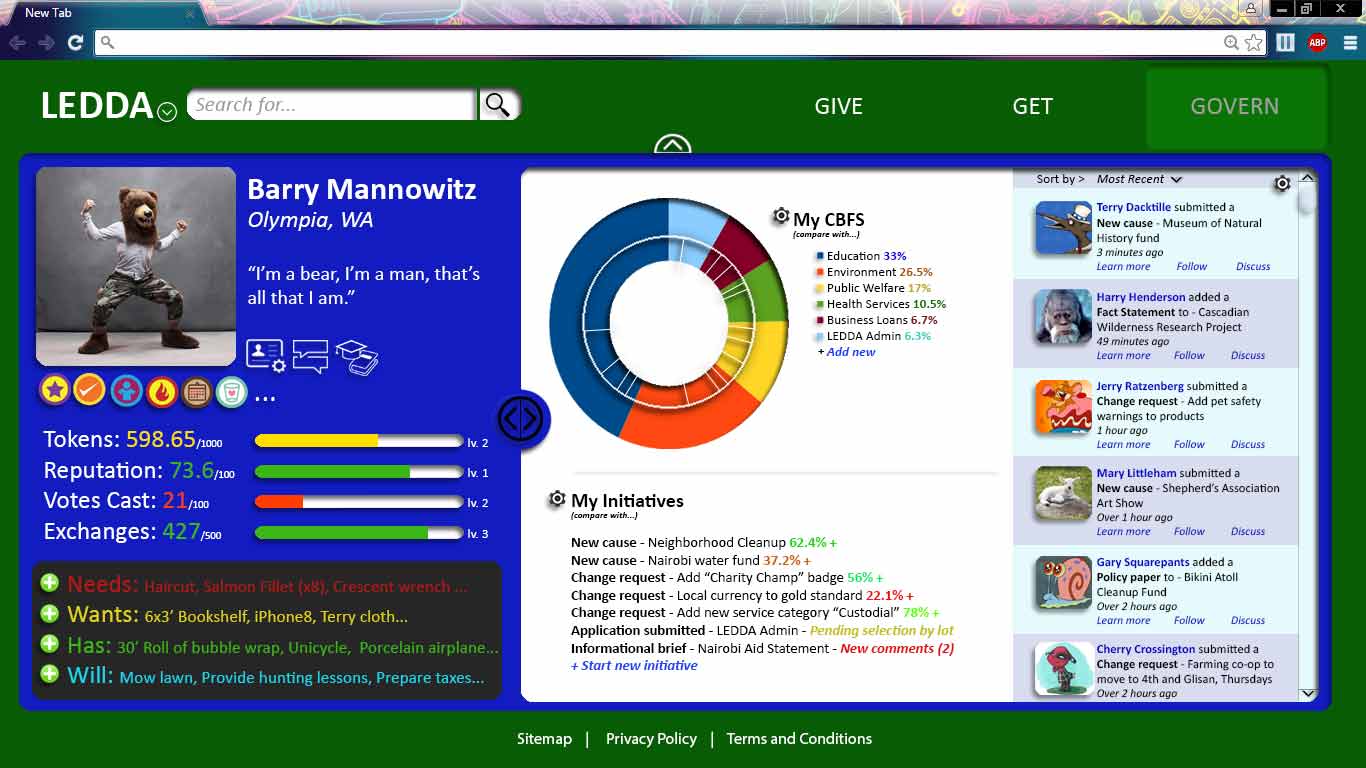 New Tab
LEDDA
Search for...
GIVE
GET
GOVERN
ABP
Barry Mannowitz
Olympia, WA
“I’m a bear, I’m a man, that’s
all that I am.”
...
Tokens: 598.65/1000
lv. 2
Reputation: 73.6/100
lv. 1
Votes Cast: 21/100
lv. 2
Exchanges: 427/500
lv. 3
Needs: Haircut, Salmon Fillet (x8), Crescent wrench ...
Wants: 6x3’ Bookshelf, iPhone8, Terry cloth...
Has: 30’ Roll of bubble wrap, Unicycle, Porcelain airplane...
Will: Mow lawn, Provide hunting lessons, Prepare taxes...
My CBFS
(compare with...)
Education 33%
Environment 26.5%
Public Welfare 17%
Health Services 10.5%
Business Loans 6.7%
LEDDA Admin 6.3%
+ Add new
My Initiatives
(compare with...)
New cause - Neighborhood Cleanup 62.4% +
New cause - Nairobi water fund 37.2% +
Change request - Add “Charity Champ” badge 56% +
Change request - Local currency to gold standard 22.1% +
Change request - Add new service category “Custodial” 78% +
Application submitted - LEDDA Admin - Pending selection by lot
Informational brief - Nairobi Aid Statement - New comments (2)
+ Start new initiative
Sort by > Most Recent
Terry Dacktille submitted a
New cause - Museum of Natural
History fund
3 minutes ago
Learn more Follow Discuss
Harry Henderson added a
Fact Statement to - Cascadian
Wilderness Research Project
49 minutes ago
Learn more Follow Discuss
Jerry Ratzenberg submitted a
Change request - Add pet safety
warnings to products
1 hour ago
Learn more Follow Discuss
Mary Littleham submitted a
New cause - Shepherd’s Association
Art Show
Over 1 hour ago
Learn more Follow Discuss
Gary Squarepants added a
Policy paper to - Bikini Atoll
Cleanup Fund
Over 2 hours ago
Learn more Follow Discuss
Cherry Crossington submitted a
Change request - Farming co-op to
move to 4th and Glisan, Thursdays
Over 2 hours ago
Sitemap | Privacy Policy | Terms and Conditions